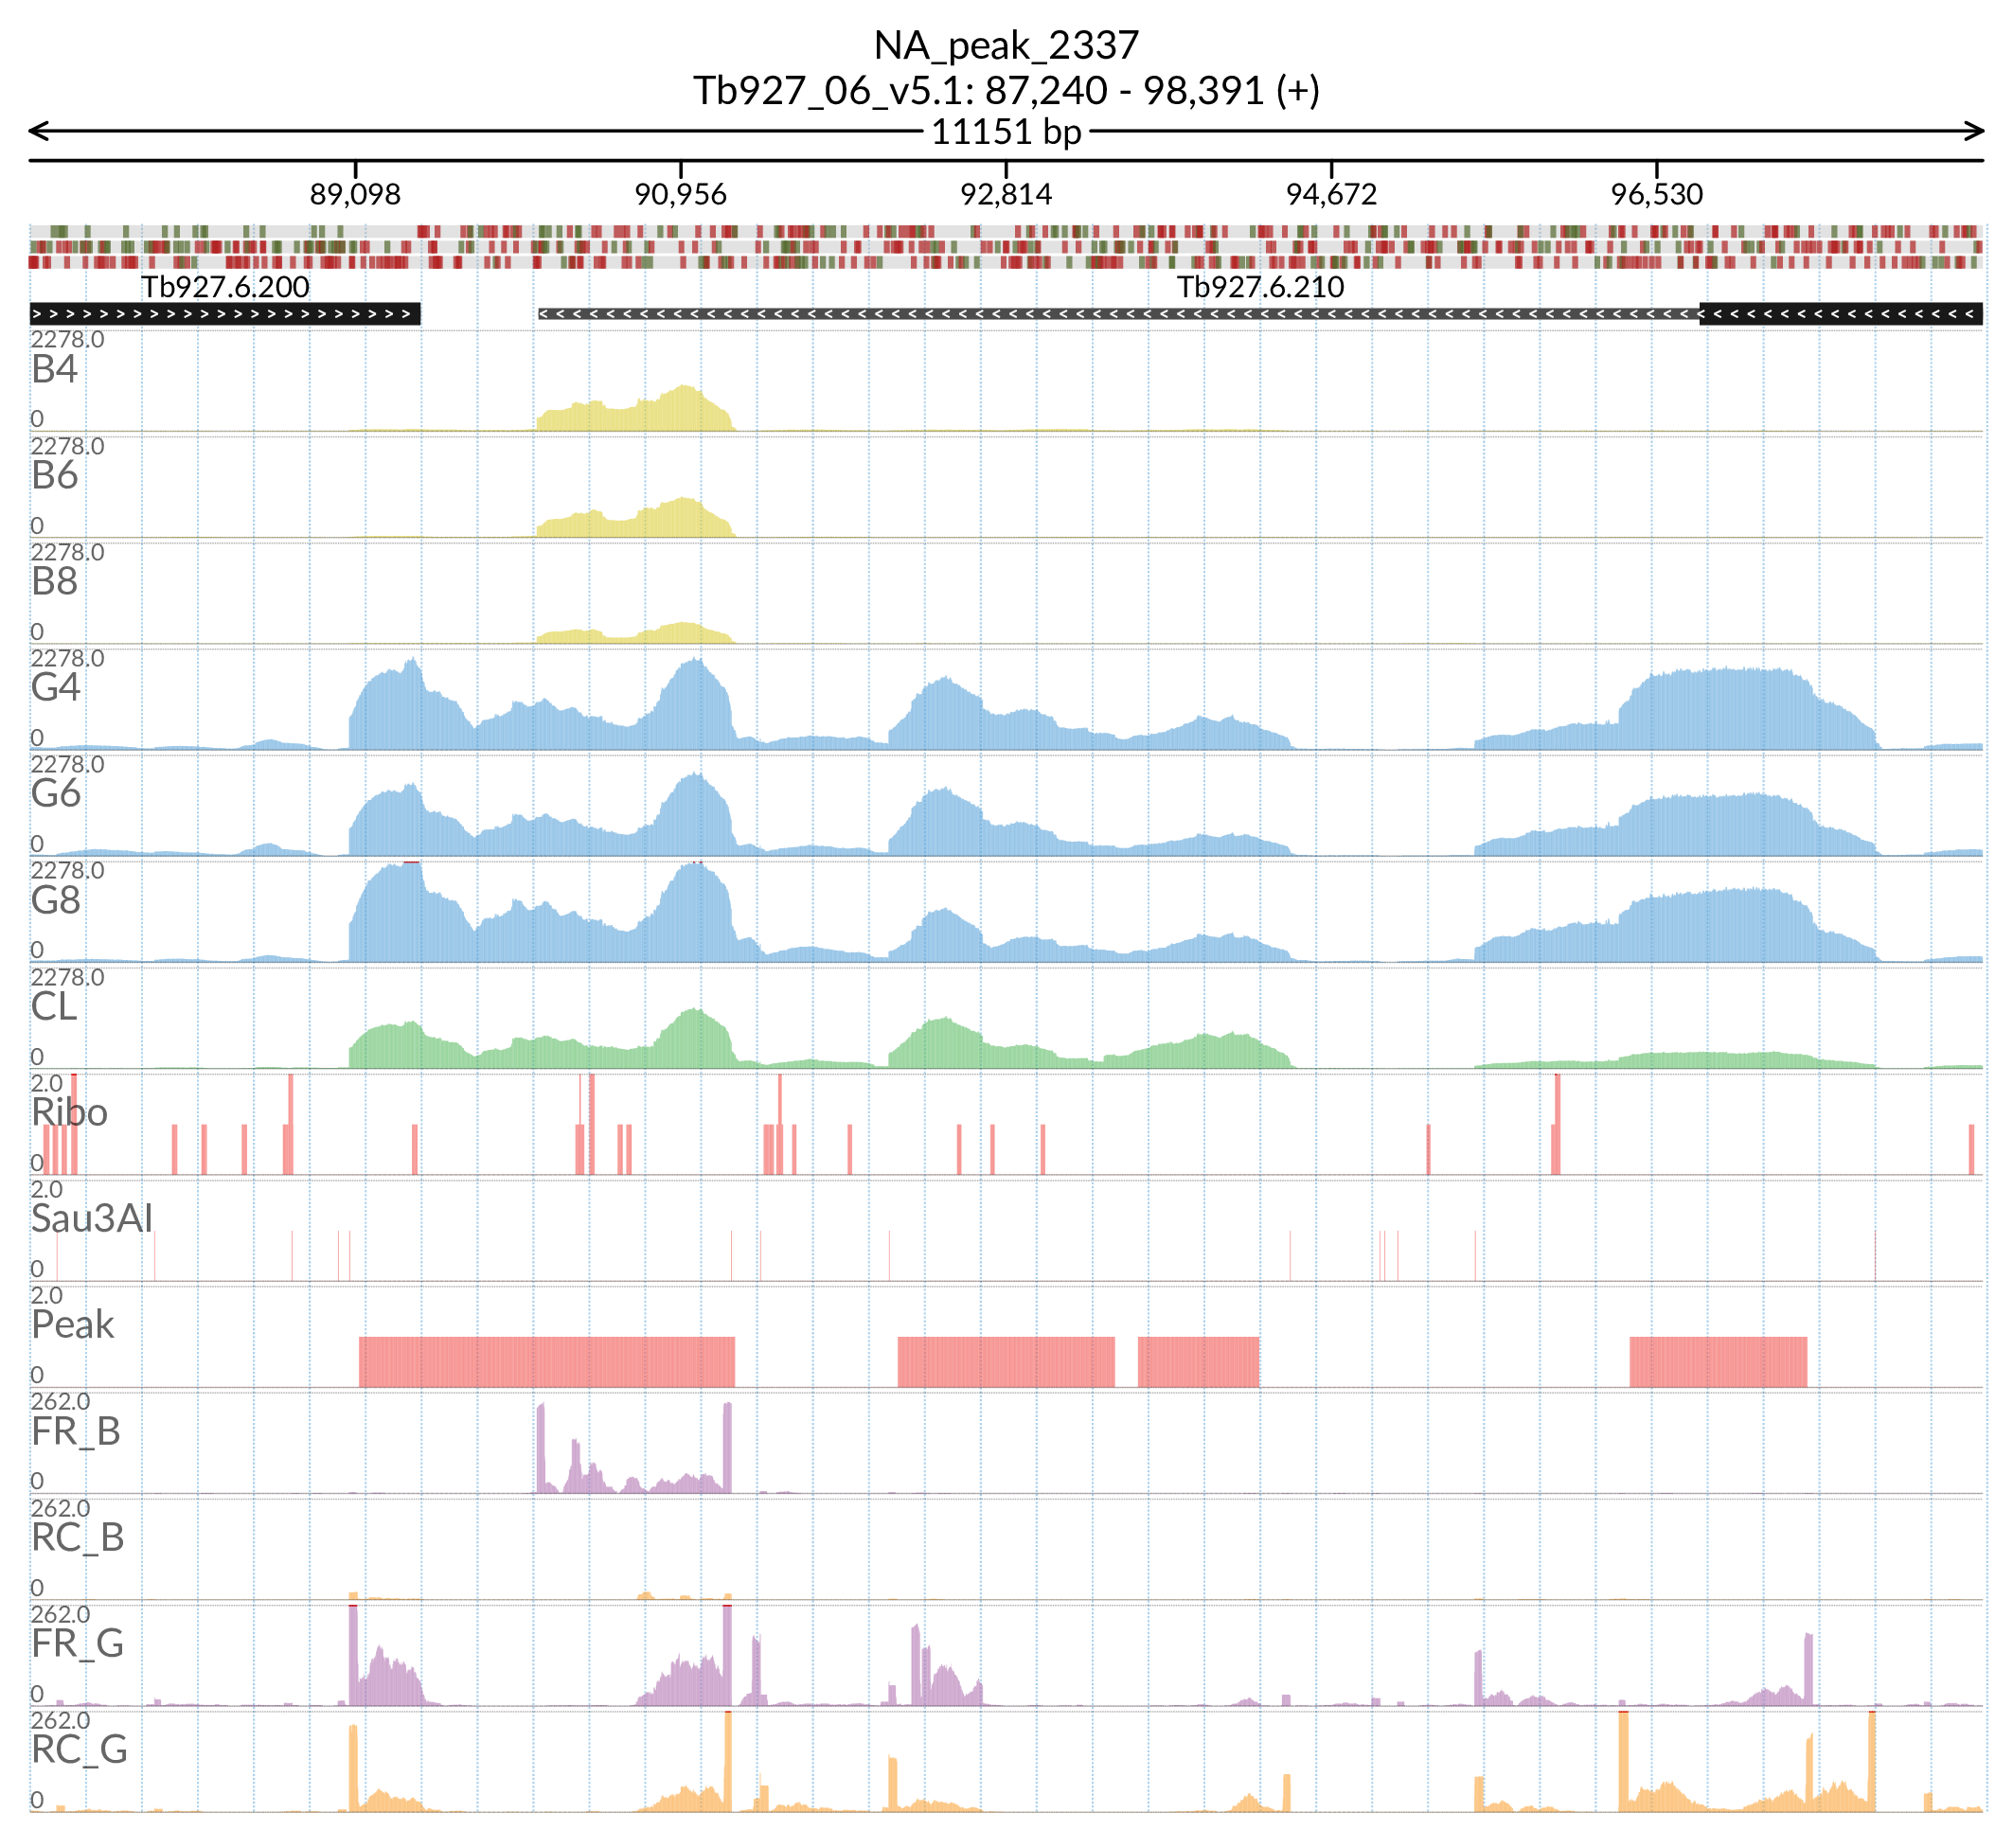 NA_peak_2337
Tb927_06_v5.1: 87,240 - 98,391 (+)
11151 bp
89,098 90,956 92,814 94,672 96,530
Tb927.6.200 Tb927.6.210
2278.0
B4
0
2278.0
B6
0
2278.0
B8
0
2278.0
G4
0
2278.0
G6
0
2278.0
G8
0
2278.0
CL
0
2.0
Ribo
0
2.0
Sau3AI
0
2.0
Peak
0
262.0
FR_B
0
262.0
RC_B
0
262.0
FR_G
0
262.0
RC_G
0